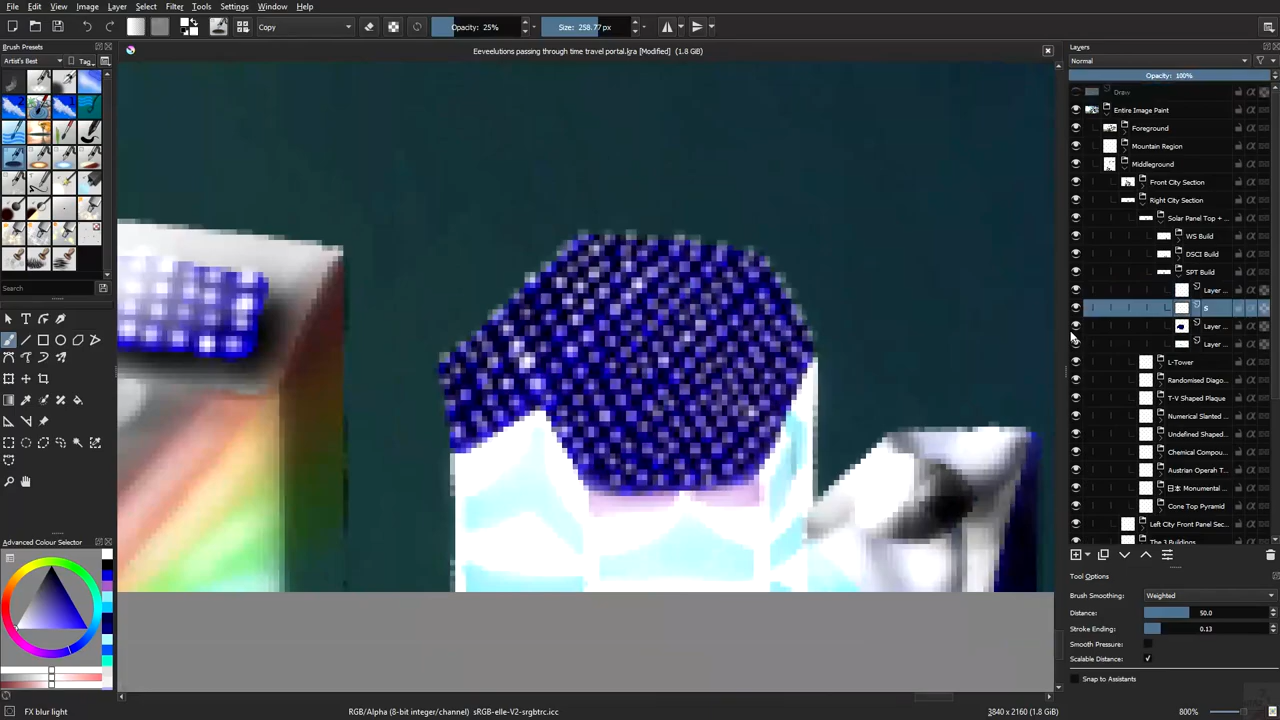 File Edit View Image Layer Select Filter Tools Settings Window Help
Copy
Opacity: 25%
Size: 258.77 px
Eeveelutions passing through time travel portal.kra [Modified] (1.8 GB)
Brush Presets
Artist's Best
Tag
Search
Advanced Colour Selector
Layers
Normal
Opacity: 100%
Draw
Entire Image Paint
Foreground
Mountain Region
Middleground
Front City Section
Right City Section
Solar Panel Top + ...
WS Build
DSCI Build
SPT Build
Layer ...
S
Layer ...
Layer ...
L-Tower
Randomised Diago...
T-V Shaped Plaque
Numerical Slanted ...
Undefined Shaped...
Chemical Compou...
Austrian Operah T...
日本 Monumental ...
Cone Top Pyramid
Left City Front Panel Sec...
The 3 Buildings
Tool Options
Brush Smoothing: Weighted
Distance: 50.0
Stroke Ending: 0.13
Smooth Pressure:
Scalable Distance:
Snap to Assistants
FX blur light
RGB/Alpha (8-bit integer/channel) sRGB-elle-V2-srgbtrc.icc
3840 x 2160 (1.8 GB)
800%